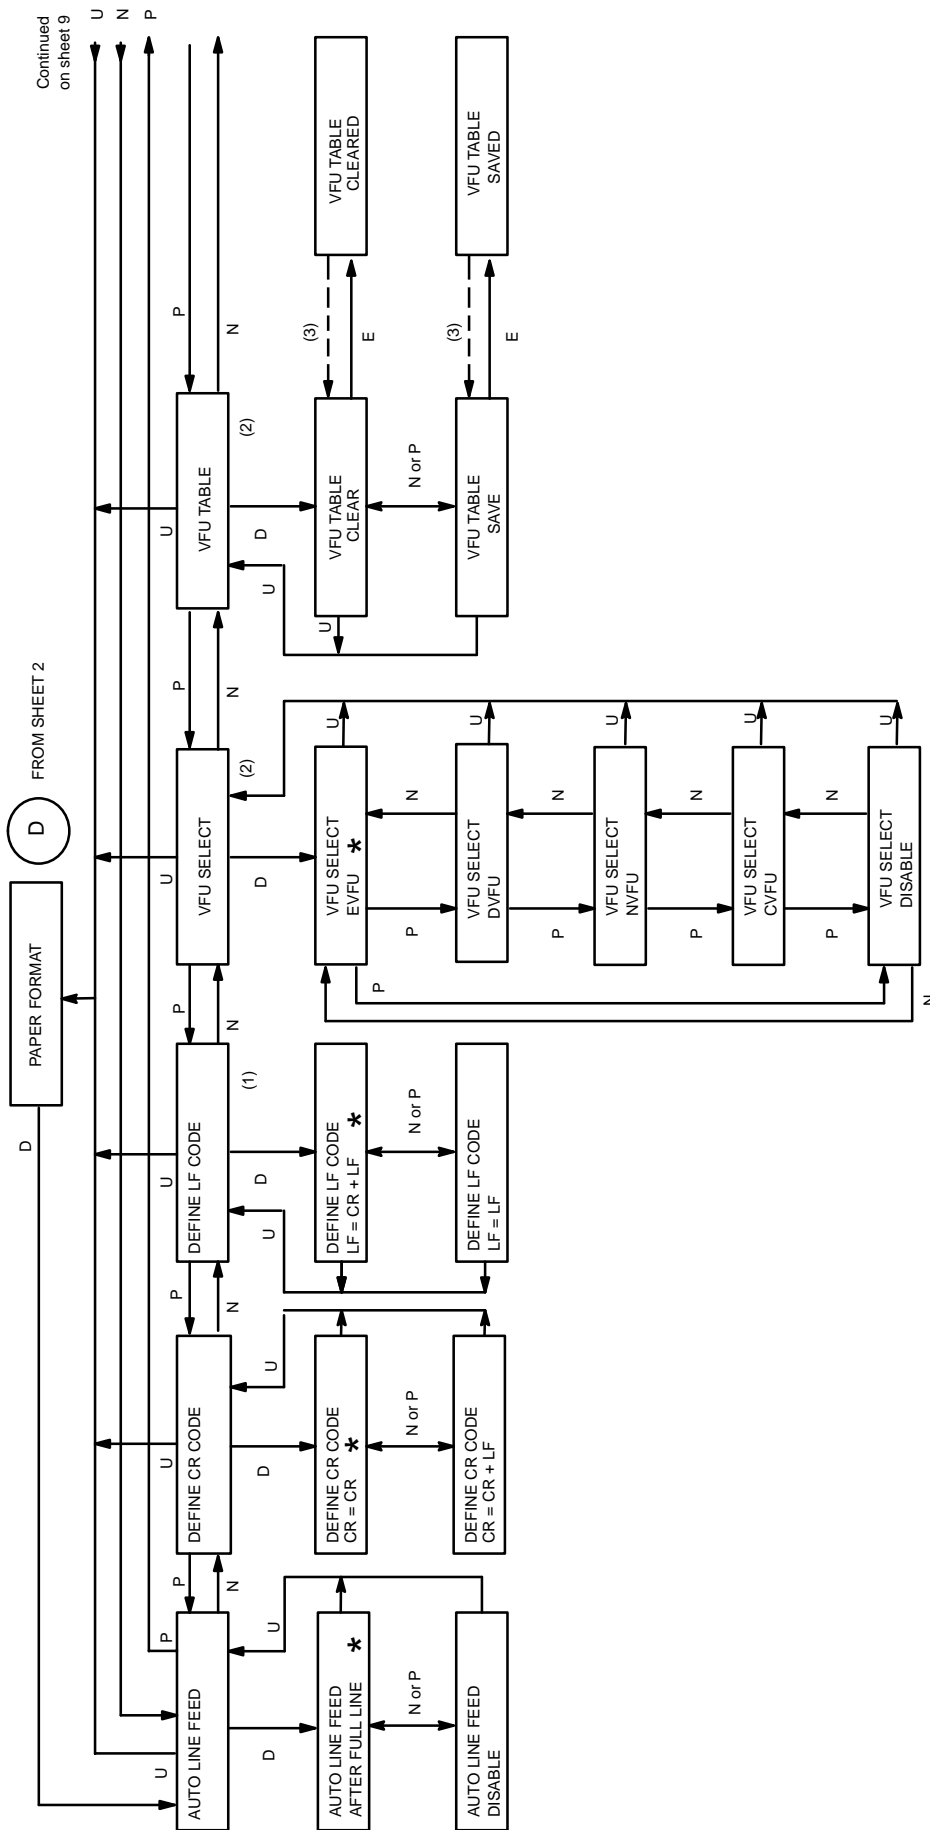 Continued
on sheet 9
U
N
P
D
FROM SHEET 2
PAPER FORMAT
D
U
P
U
U
U
U
AUTO LINE FEED
P
N
DEFINE CR CODE
P
N
DEFINE LF CODE
P
N
VFU SELECT
P
N
VFU TABLE
P
N
(1)
(2)
(2)
D
U
D
U
D
U
D
D
U
AUTO LINE FEED
AFTER FULL LINE *
N or P
AUTO LINE FEED
DISABLE
DEFINE CR CODE
CR = CR *
N or P
DEFINE CR CODE
CR = CR + LF
DEFINE LF CODE
LF = CR + LF *
N or P
DEFINE LF CODE
LF = LF
VFU SELECT
EVFU *
U
P
N
VFU SELECT
DVFU
U
P
N
VFU SELECT
NVFU
U
P
N
VFU SELECT
CVFU
U
P
N
VFU SELECT
DISABLE
U
P
N
VFU TABLE
CLEAR
U
(3)
E
VFU TABLE
CLEARED
N or P
VFU TABLE
SAVE
(3)
E
VFU TABLE
SAVED